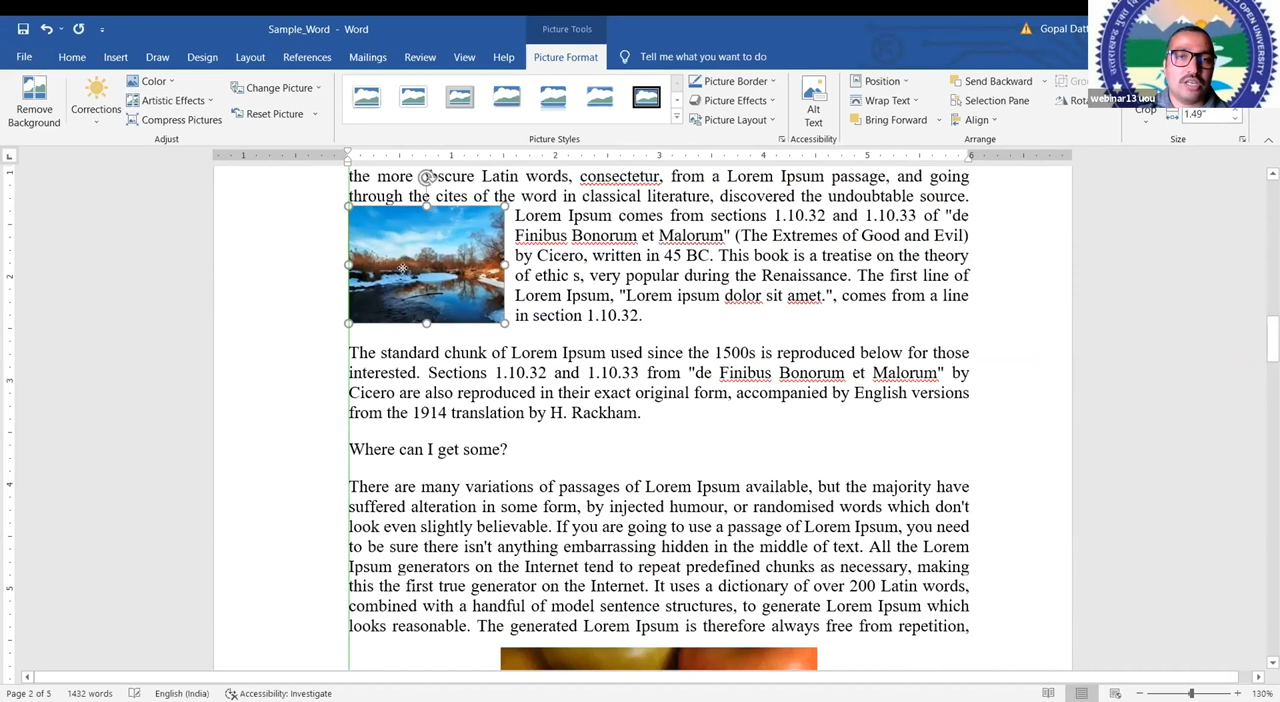 Sample_Word - Word
Picture Tools
Gopal Datt
File Home Insert Draw Design Layout References Mailings Review View Help Picture Format Tell me what you want to do
Remove Background
Corrections
Color
Artistic Effects
Compress Pictures
Change Picture
Reset Picture
Adjust
Picture Styles
Picture Border
Picture Effects
Picture Layout
Alt Text
Accessibility
Position
Wrap Text
Bring Forward
Send Backward
Selection Pane
Align
Arrange
Crop
1.49"
OPEN UNIVERSITY
webinar13 uou
1 1 2 3 4 5 6
1
2
3
4
5
the more obscure Latin words, consectetur, from a Lorem Ipsum passage, and going
through the cites of the word in classical literature, discovered the undoubtable source.
Lorem Ipsum comes from sections 1.10.32 and 1.10.33 of "de
Finibus Bonorum et Malorum" (The Extremes of Good and Evil)
by Cicero, written in 45 BC. This book is a treatise on the theory
of ethic s, very popular during the Renaissance. The first line of
Lorem Ipsum, "Lorem ipsum dolor sit amet.", comes from a line
in section 1.10.32.
The standard chunk of Lorem Ipsum used since the 1500s is reproduced below for those
interested. Sections 1.10.32 and 1.10.33 from "de Finibus Bonorum et Malorum" by
Cicero are also reproduced in their exact original form, accompanied by English versions
from the 1914 translation by H. Rackham.
Where can I get some?
There are many variations of passages of Lorem Ipsum available, but the majority have
suffered alteration in some form, by injected humour, or randomised words which don't
look even slightly believable. If you are going to use a passage of Lorem Ipsum, you need
to be sure there isn't anything embarrassing hidden in the middle of text. All the Lorem
Ipsum generators on the Internet tend to repeat predefined chunks as necessary, making
this the first true generator on the Internet. It uses a dictionary of over 200 Latin words,
combined with a handful of model sentence structures, to generate Lorem Ipsum which
looks reasonable. The generated Lorem Ipsum is therefore always free from repetition,
Page 2 of 5 1432 words English (India) Accessibility: Investigate 130%